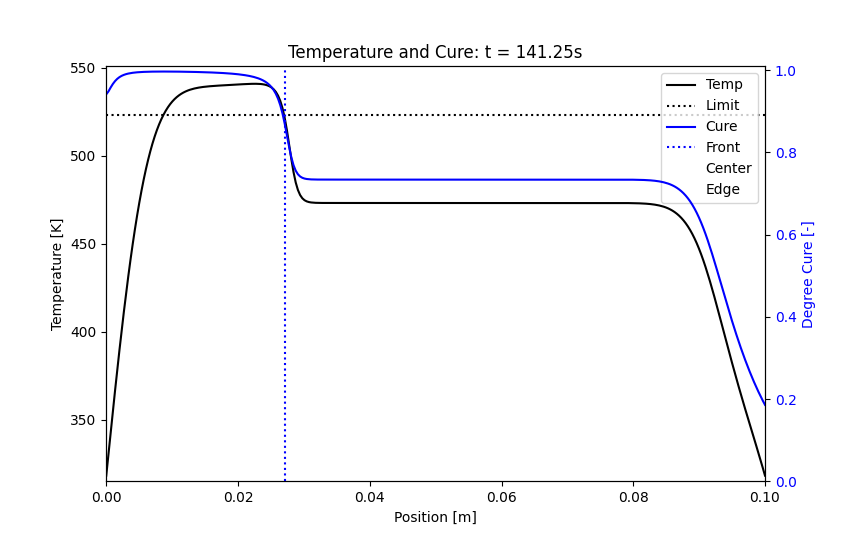 Temperature and Cure: t = 141.25s
550
500
450
400
350
Temperature [K]
Temp
Limit
Cure
Front
Center
Edge
1.0
0.8
0.6
0.4
0.2
0.0
Degree Cure [-]
0.00 0.02 0.04 0.06 0.08 0.10
Position [m]